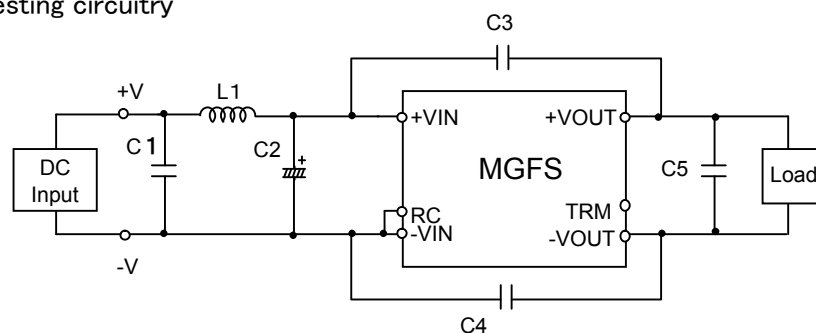 esting circuitry
C3
+V
L1
+VIN
+VOUT
C1
C2
+
MGFS
C5
DC
Input
Load
RC
TRM
-VIN
-VOUT
-V
C4